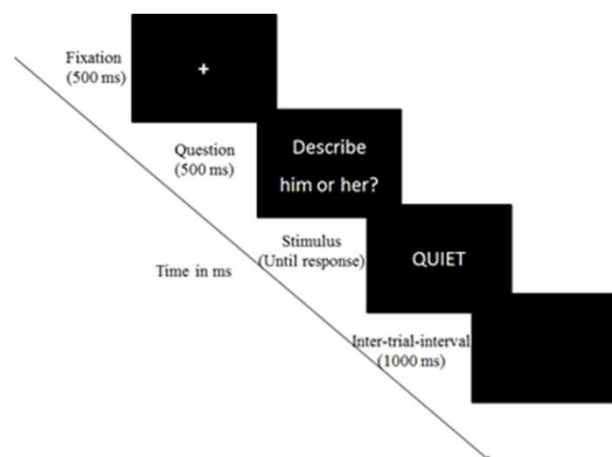 Fixation
(500 ms)
+
Question
(500 ms)
Describe
him or her?
Stimulus
(Until response)
QUIET
Time in ms
Inter-trial-interval
(1000 ms)